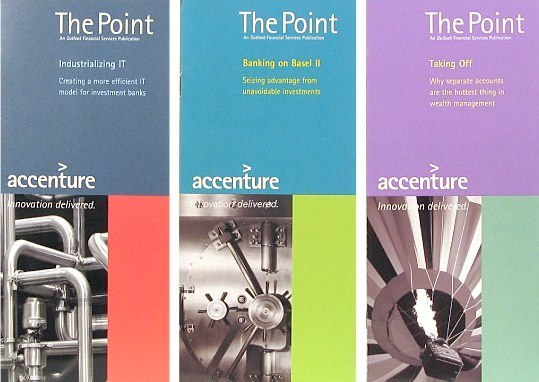 The Point
An Outlook Financial Services Publication
Industrializing IT
Creating a more efficient IT
model for investment banks
>
accenture
Innovation delivered.
The Point
An Outlook Financial Services Publication
Banking on Basel II
Seizing advantage from
unavoidable investments
>
accenture
Innovation delivered.
The Point
An Outlook Financial Services Publication
Taking Off
Why separate accounts
are the hottest thing in
wealth management
>
accenture
Innovation delivered.